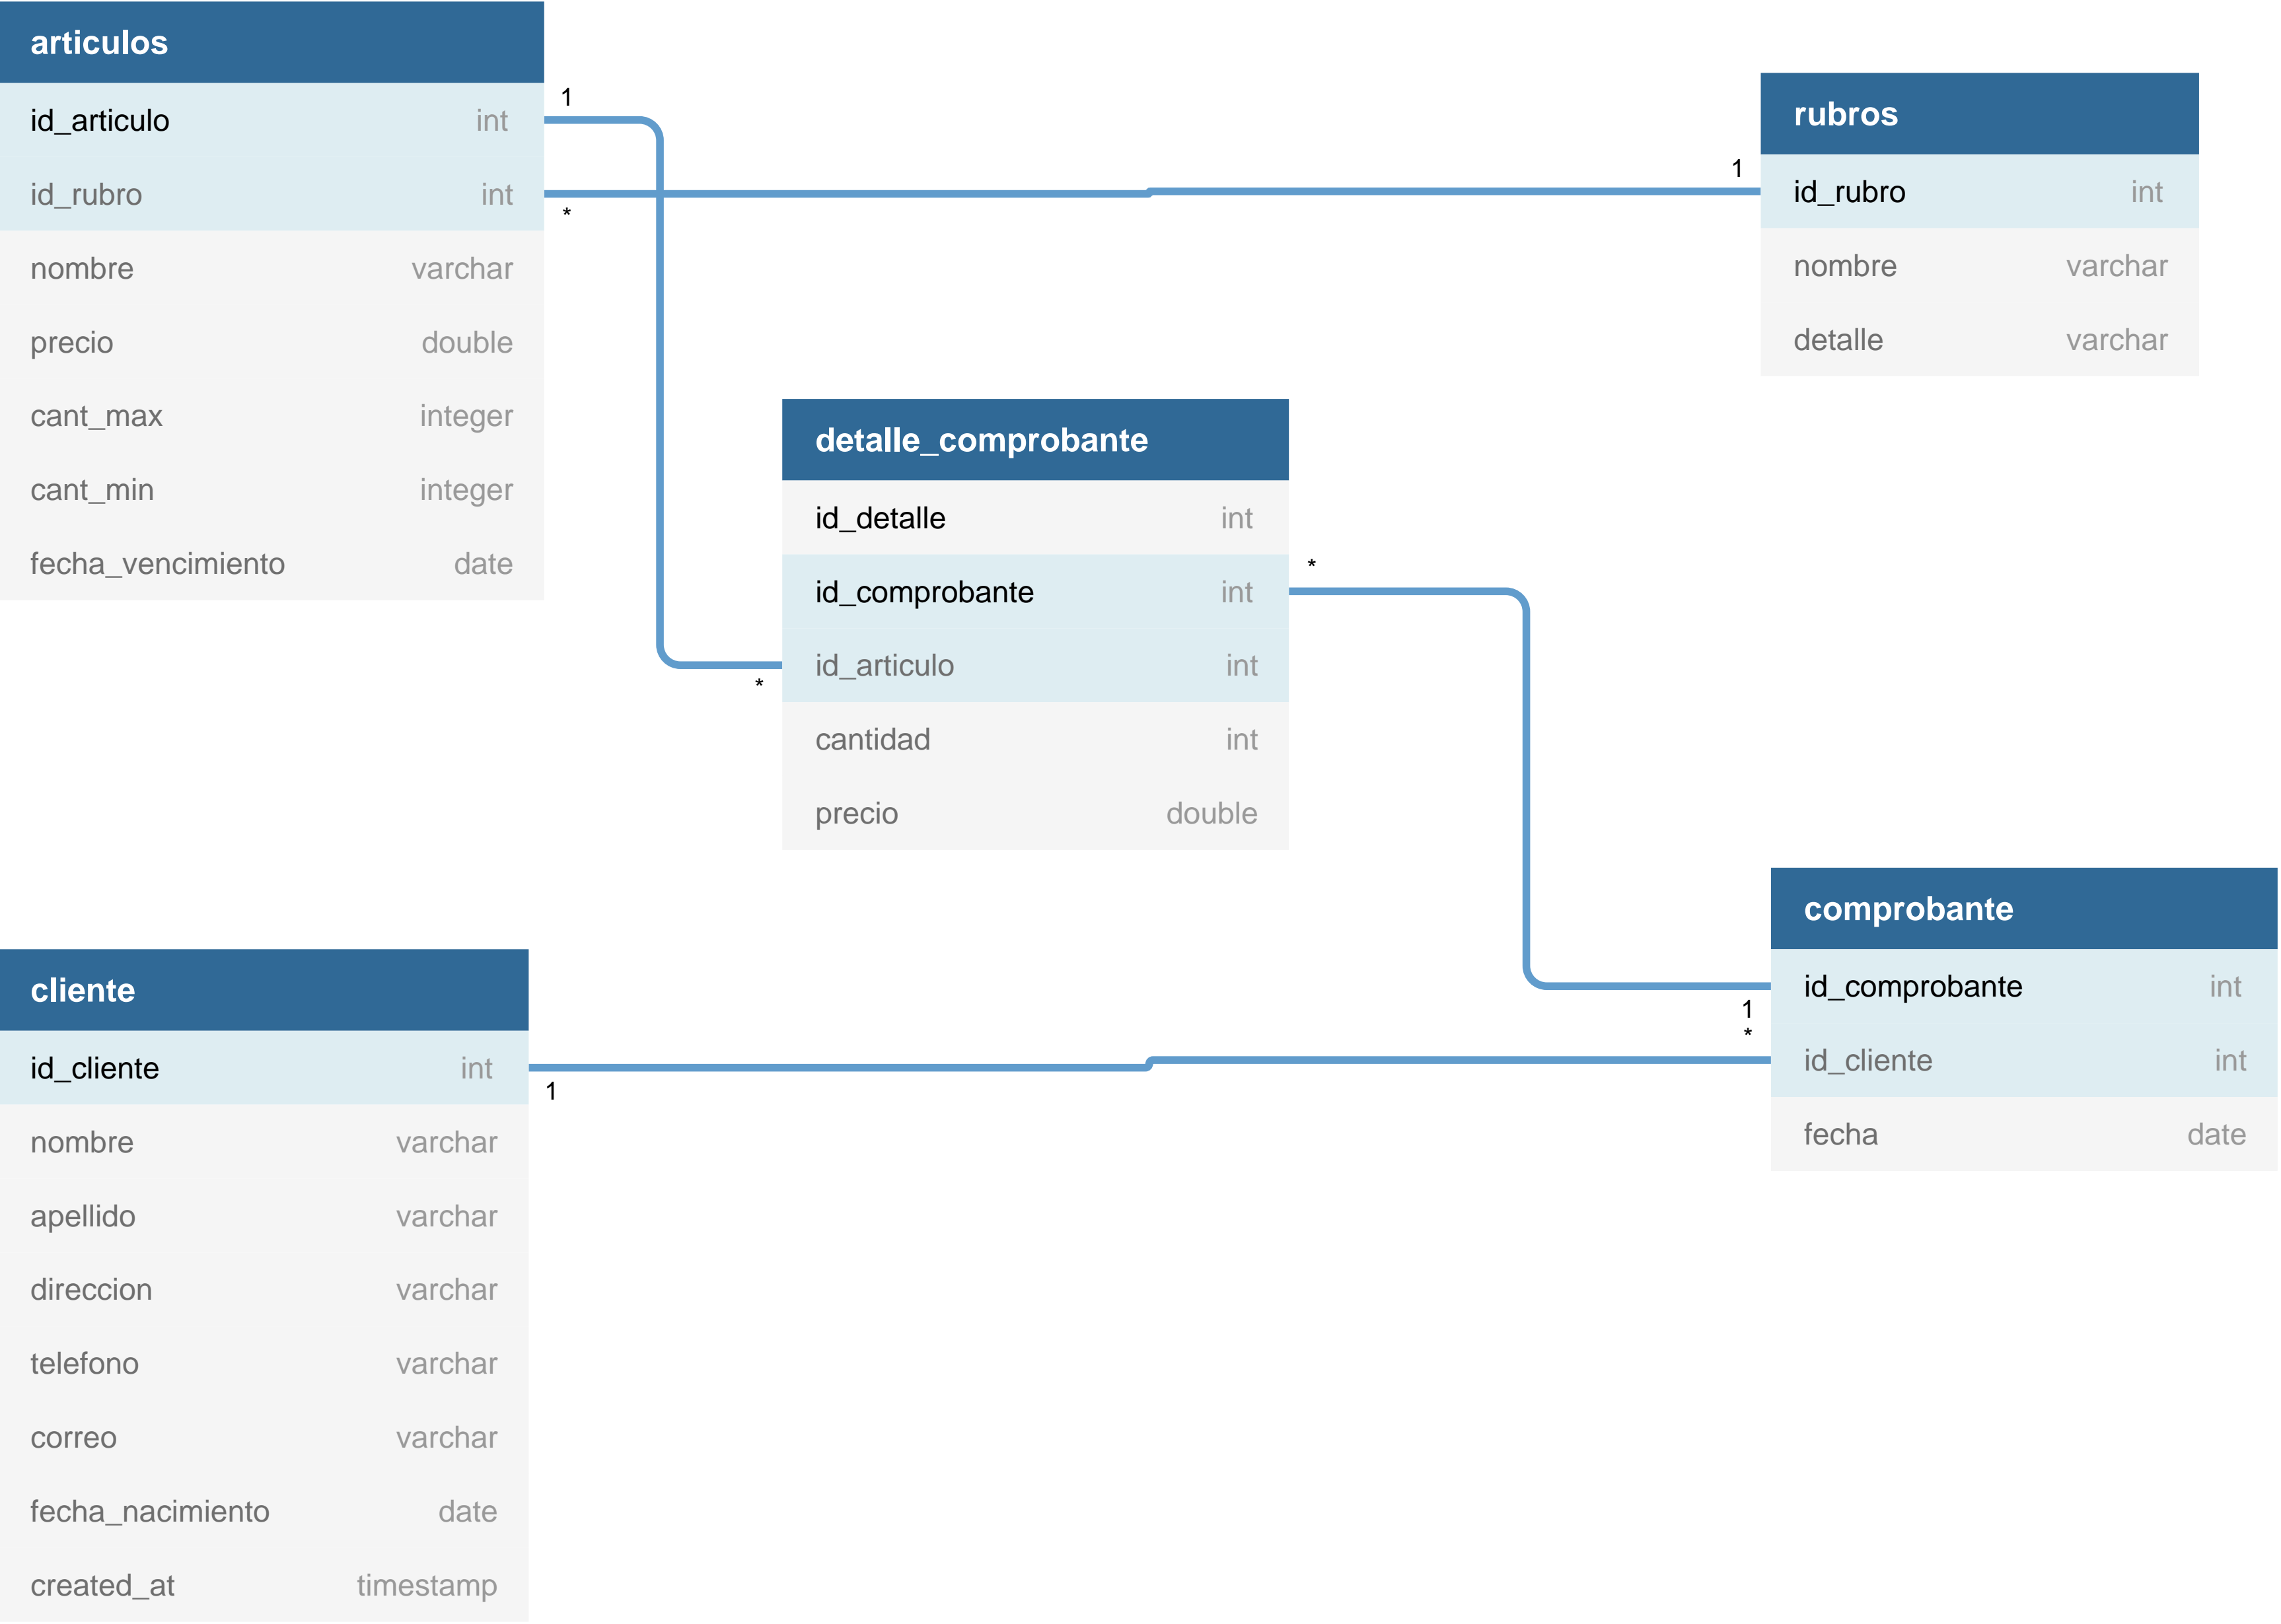 articulos
id_articulo int
id_rubro int
nombre varchar
precio double
cant_max integer
cant_min integer
fecha_vencimiento date
1
*
1
rubros
id_rubro int
nombre varchar
detalle varchar
detalle_comprobante
id_detalle int
id_comprobante int
id_articulo int
cantidad int
precio double
*
*
comprobante
id_comprobante int
id_cliente int
fecha date
1
*
cliente
id_cliente int
nombre varchar
apellido varchar
direccion varchar
telefono varchar
correo varchar
fecha_nacimiento date
created_at timestamp
1